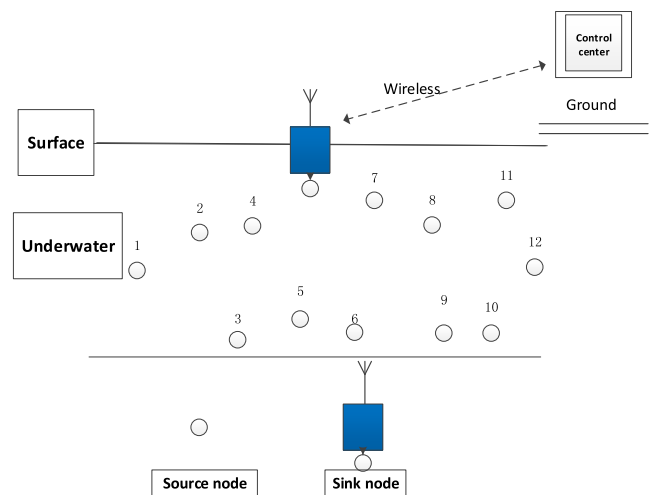 Control
center
Wireless
Ground
Surface
7
11
2
4
8
Underwater
1
12
5
9
10
3
6
Source node
Sink node